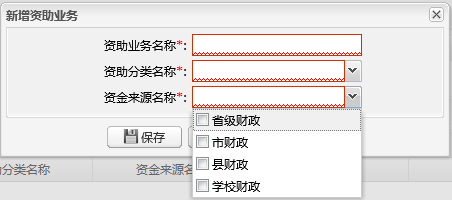 新增资助业务
资助业务名称*:
资助分类名称*:
资金来源名称*:
省级财政
市财政
县财政
学校财政
保存
分类名称
资金来源名